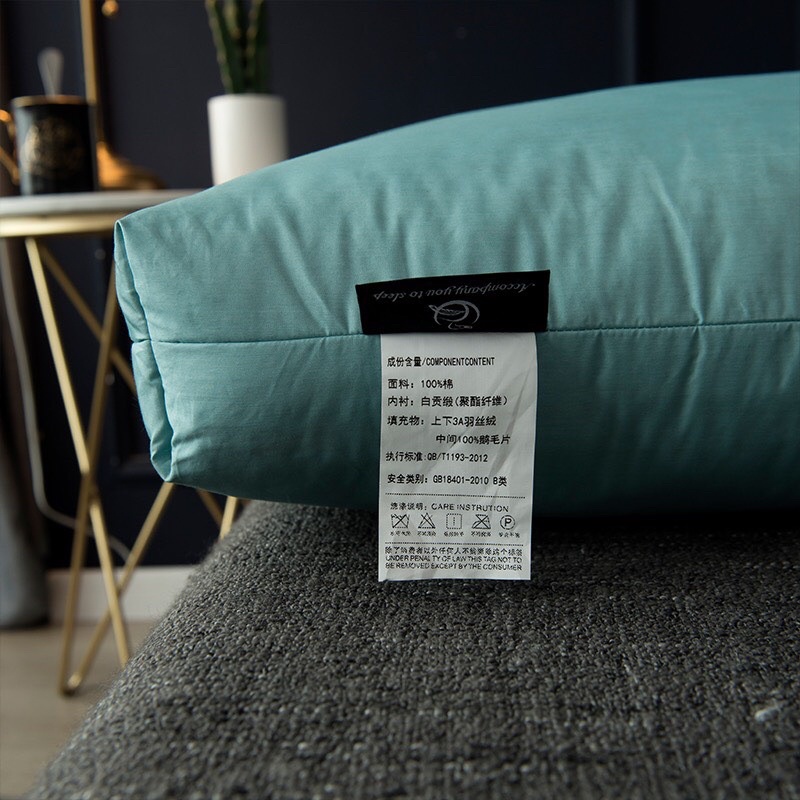 Accompany you to sleep
成份含量/COMPONENTCONTENT
面料：100%棉
内衬：白贡缎(聚酯纤维)
填充物：上下3A羽丝绒
中间100%鹅毛片
执行标准:QB/T1193-2012
安全类别：GB18401-2010 B类
洗涤说明：CARE INSTRUTION
P
除了消费者以外任何人不能撕除这个标签
UNDER PENALTY OF LAW THIS TAG NOT TO
BE REMOVED EXCEPT BY THE CONSUMER